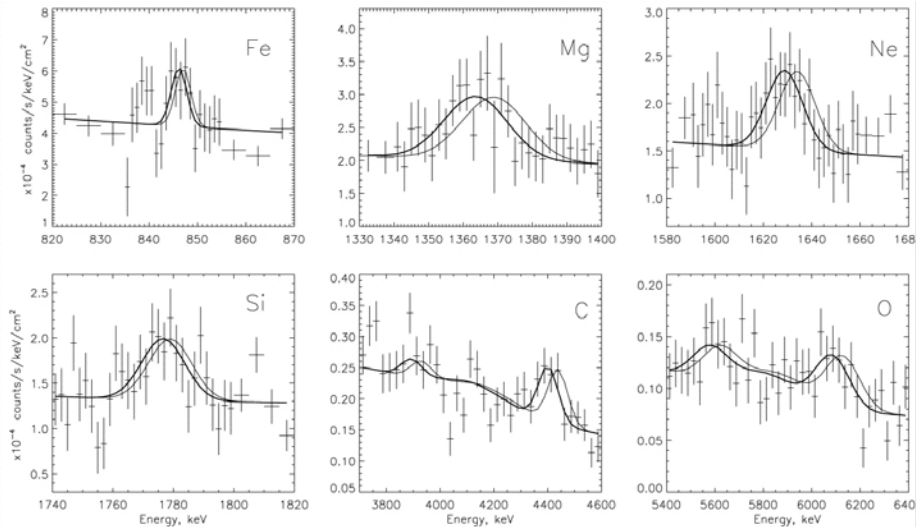 Fe
Mg
Ne
x10⁻⁴ counts/s/keV/cm²
8
7
6
5
4
3
2
1
820 830 840 850 860 870
4.0
3.5
3.0
2.5
2.0
1.5
1.0
1330 1340 1350 1360 1370 1380 1390 1400
3.0
2.5
2.0
1.5
1.0
1580 1600 1620 1640 1660 168
Si
C
O
x10⁻⁴ counts/s/keV/cm²
2.5
2.0
1.5
1.0
0.5
1740 1760 1780 1800 1820
Energy, keV
0.40
0.35
0.30
0.25
0.20
0.15
0.10
0.05
3800 4000 4200 4400 4600
Energy, keV
0.20
0.15
0.10
0.05
0.00
5400 5600 5800 6000 6200 640
Energy, keV